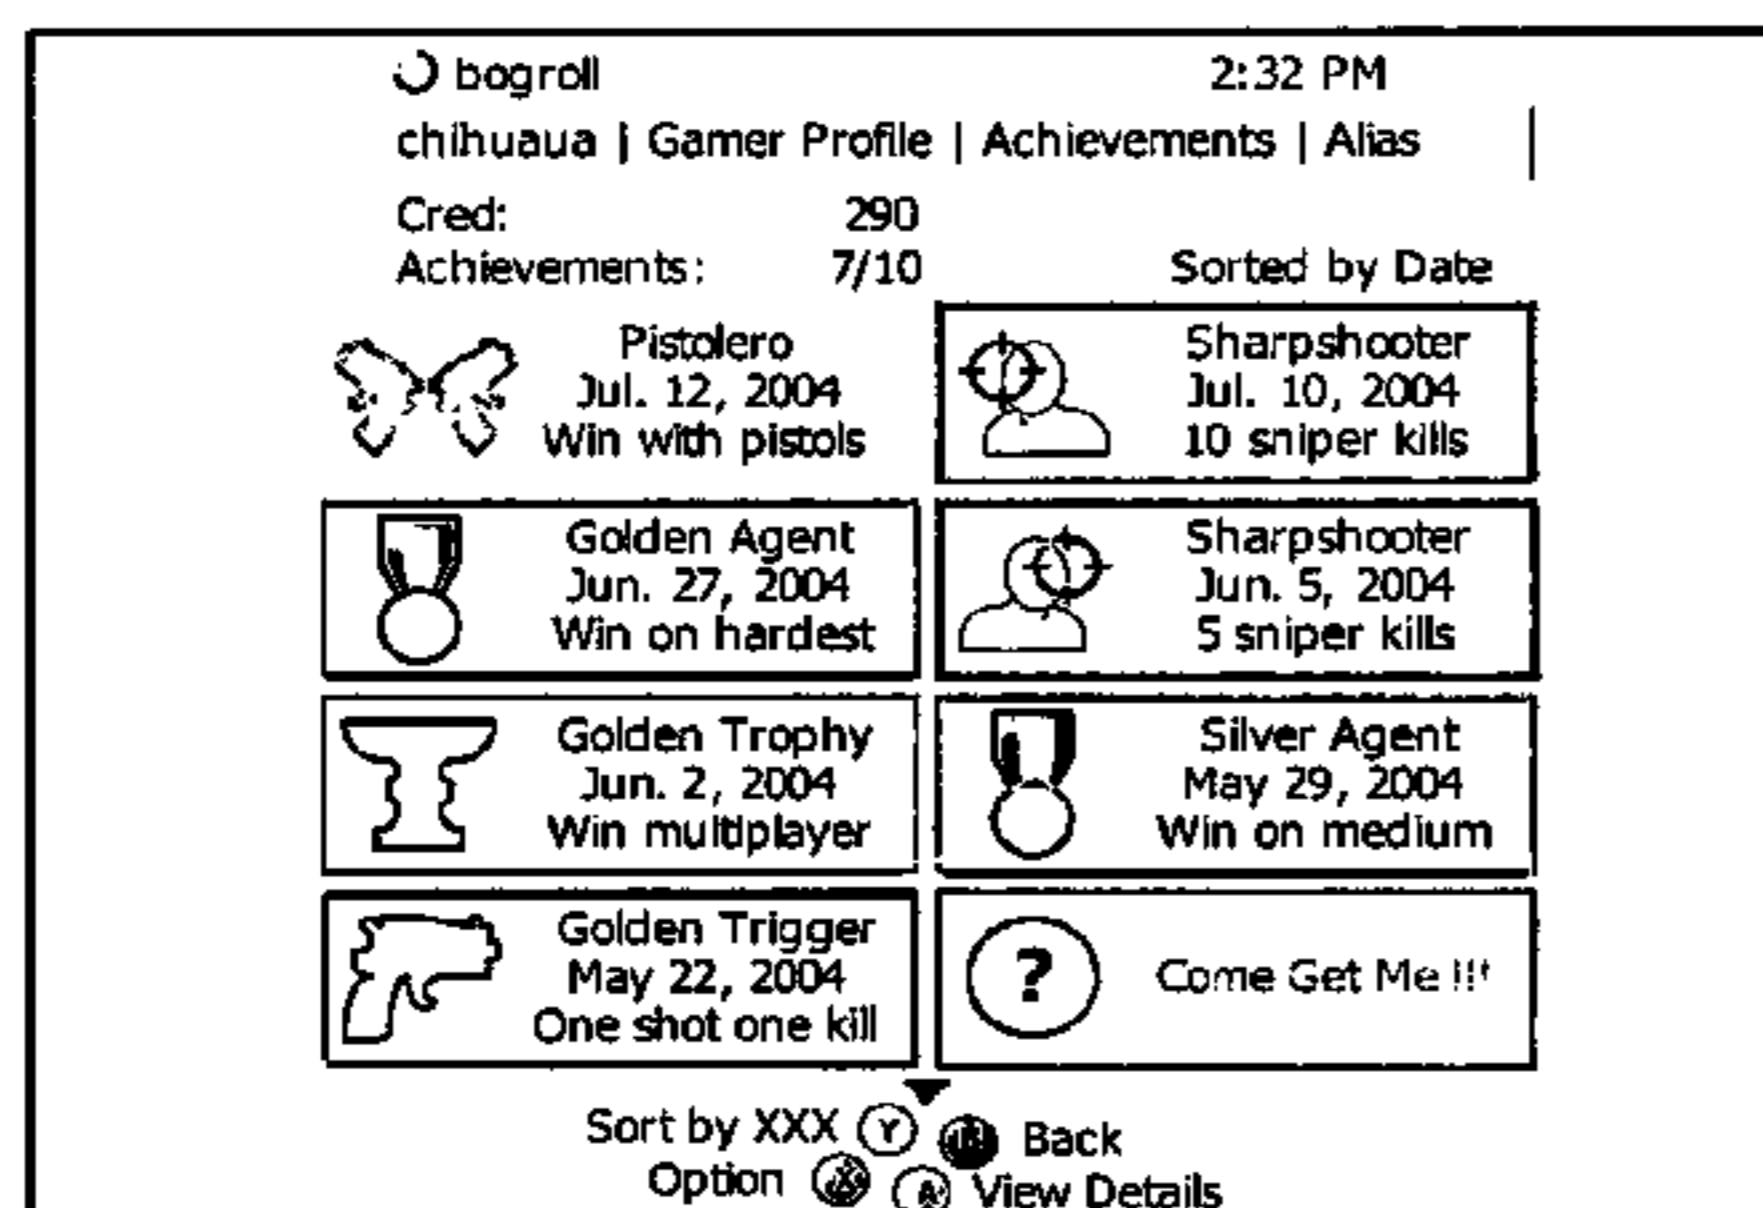 bogroll 2:32 PM
chihuaua | Gamer Profile | Achievements | Alias
Cred: 290
Achievements: 7/10 Sorted by Date
Pistolero
Jul. 12, 2004
Win with pistols
Sharpshooter
Jul. 10, 2004
10 sniper kills
Golden Agent
Jun. 27, 2004
Win on hardest
Sharpshooter
Jun. 5, 2004
5 sniper kills
Golden Trophy
Jun. 2, 2004
Win multiplayer
Silver Agent
May 29, 2004
Win on medium
Golden Trigger
May 22, 2004
One shot one kill
?
Come Get Me !!!
Sort by XXX Y B Back
Option X A View Details